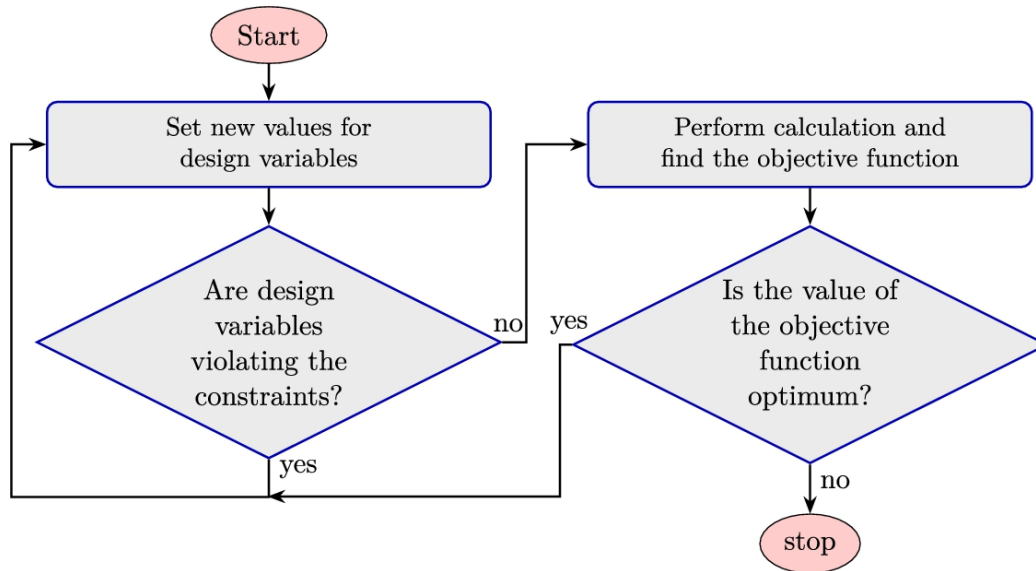 Start
Set new values for
design variables
Are design
variables
violating the
constraints?
no
yes
Perform calculation and
find the objective function
Is the value of
the objective
function
optimum?
yes
no
stop